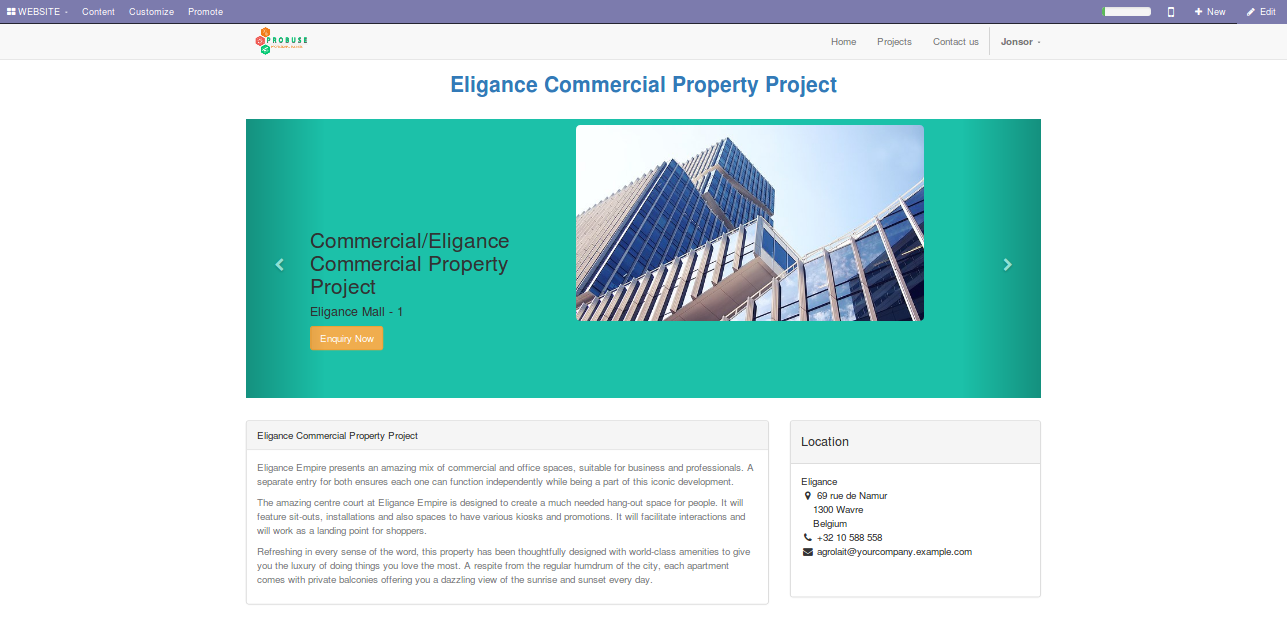 WEBSITE Content Customize Promote New Edit
PROBUSE
Home Projects Contact us Jonsor
Eligance Commercial Property Project
Commercial/Eligance
Commercial Property
Project
Eligance Mall - 1
Enquiry Now
Eligance Commercial Property Project
Eligance Empire presents an amazing mix of commercial and office spaces, suitable for business and professionals. A
separate entry for both ensures each one can function independently while being a part of this iconic development.
The amazing centre court at Eligance Empire is designed to create a much needed hang-out space for people. It will
feature sit-outs, installations and also spaces to have various kiosks and promotions. It will facilitate interactions and
will work as a landing point for shoppers.
Refreshing in every sense of the word, this property has been thoughtfully designed with world-class amenities to give
you the luxury of doing things you love the most. A respite from the regular humdrum of the city, each apartment
comes with private balconies offering you a dazzling view of the sunrise and sunset every day.
Location
Eligance
69 rue de Namur
1300 Wavre
Belgium
+32 10 588 558
agrolait@yourcompany.example.com